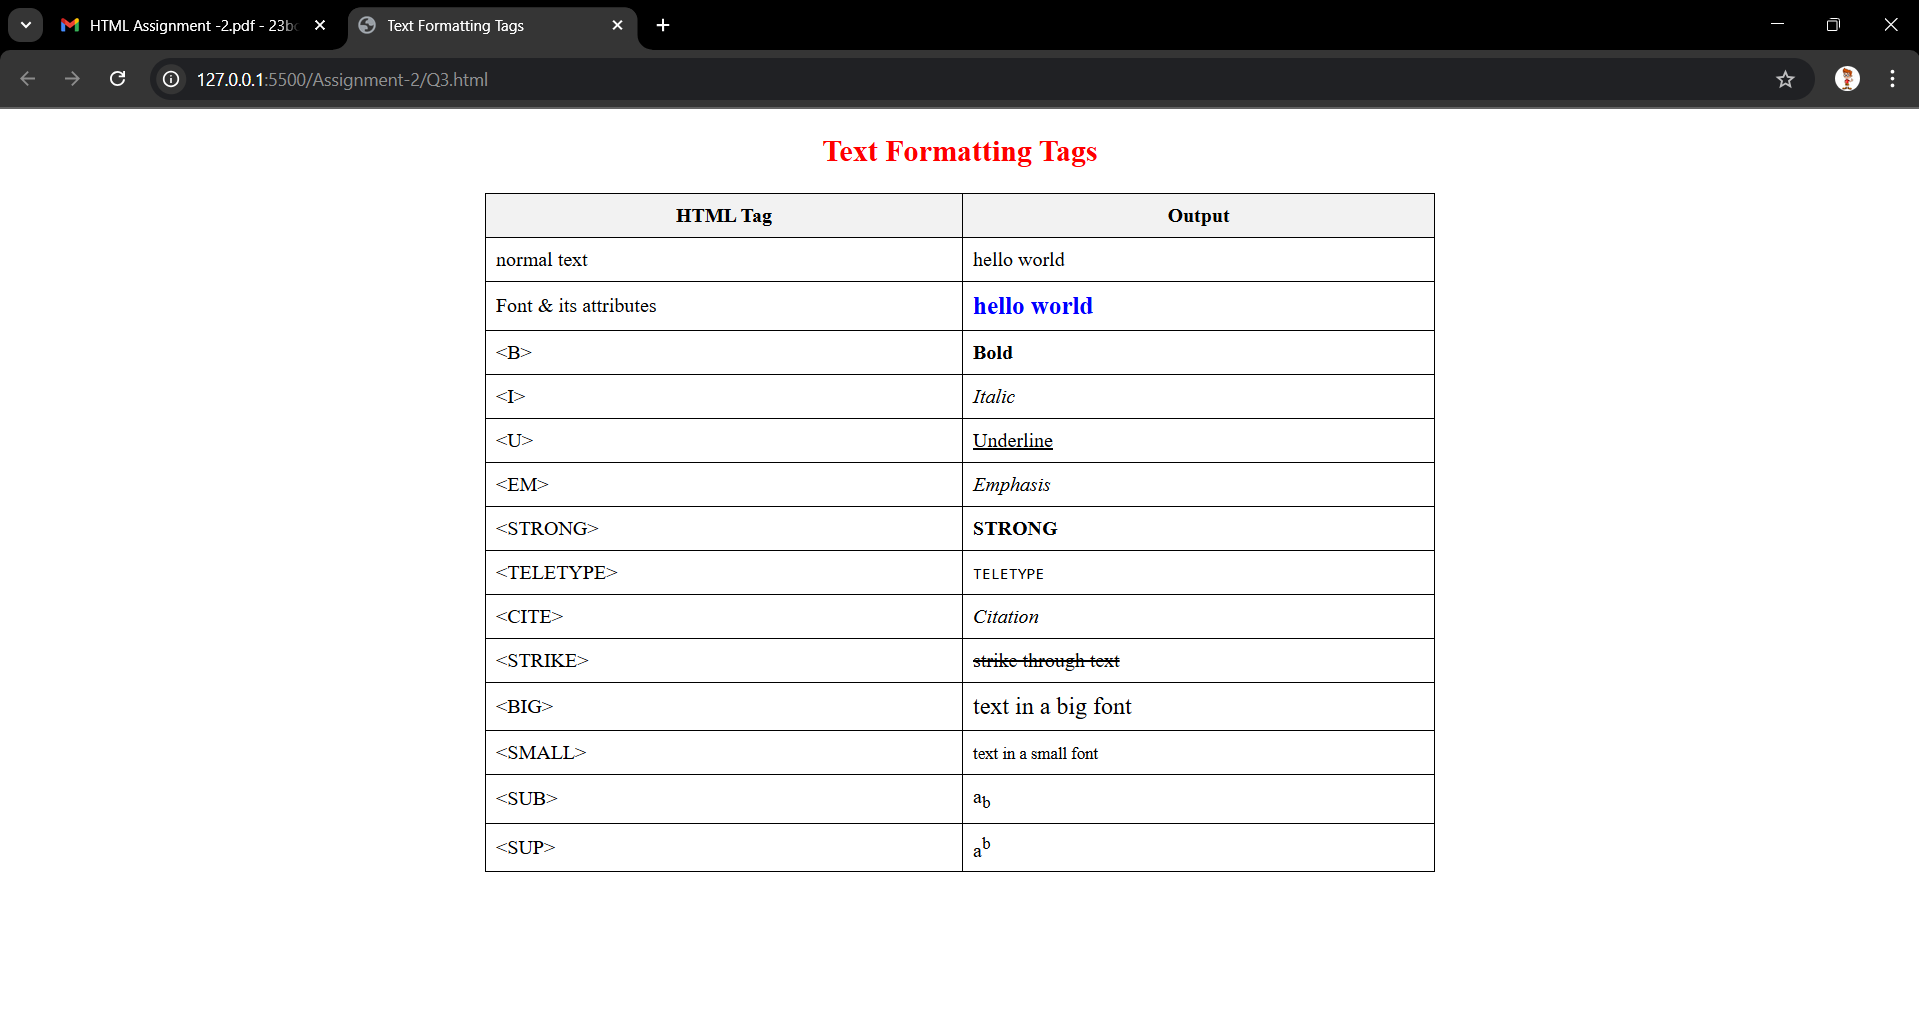 HTML Assignment -2.pdf - 23b
Text Formatting Tags
127.0.0.1:5500/Assignment-2/Q3.html
Text Formatting Tags
HTML Tag Output
normal text hello world
Font & its attributes hello world
<B> Bold
<I> Italic
<U> Underline
<EM> Emphasis
<STRONG> STRONG
<TELETYPE> TELETYPE
<CITE> Citation
<STRIKE> strike through text
<BIG> text in a big font
<SMALL> text in a small font
<SUB> ab
<SUP> ab